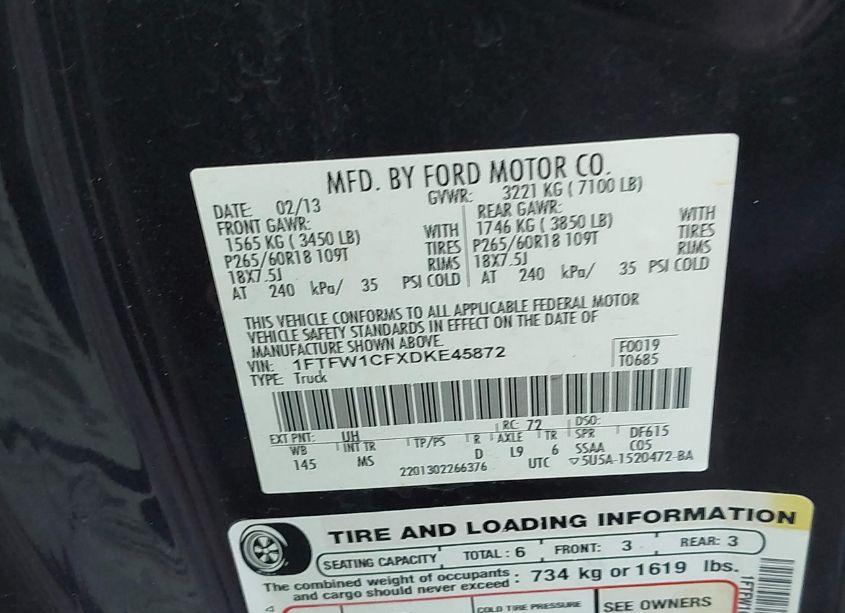 MFD. BY FORD MOTOR CO.
DATE: 02/13 GVWR: 3221 KG ( 7100 LB)
FRONT GAWR: REAR GAWR:
1565 KG ( 3450 LB) WITH 1746 KG ( 3850 LB) WITH
P265/60R18 109T TIRES P265/60R18 109T TIRES
18X7.5J RIMS 18X7.5J RIMS
AT 240 kPa/ 35 PSI COLD AT 240 kPa/ 35 PSI COLD
THIS VEHICLE CONFORMS TO ALL APPLICABLE FEDERAL MOTOR
VEHICLE SAFETY STANDARDS IN EFFECT ON THE DATE OF
MANUFACTURE SHOWN ABOVE.
VIN: 1FTFW1CFXDKE45872 F0019
TYPE: Truck T0685
EXT PNT: UH RC: 72 DSO:
WB INT TR TP/PS R AXLE TR SPR DF615
145 MS D L9 6 SSAA C05
2201302266376 UTC ▽5U5A-1520472-BA
TIRE AND LOADING INFORMATION
SEATING CAPACITY TOTAL : 6 FRONT: 3 REAR: 3
The combined weight of occupants : 734 kg or 1619 lbs.
and cargo should never exceed
COLD TIRE PRESSURE SEE OWNERS
1FTFW1